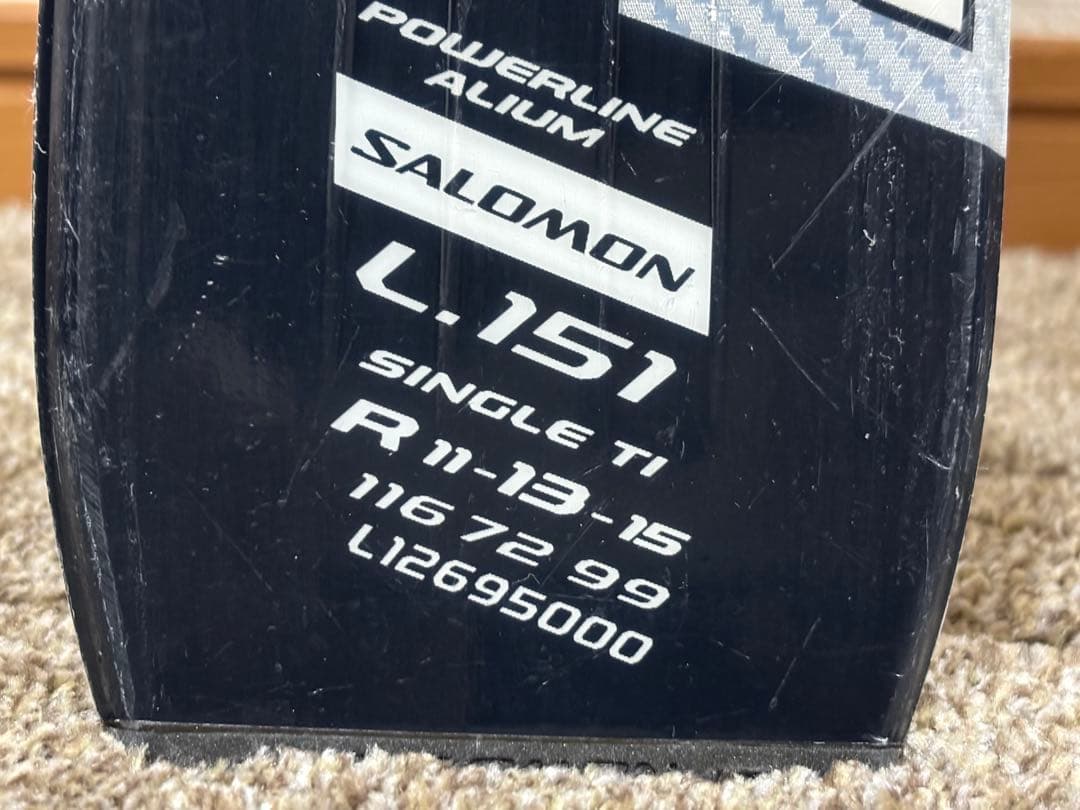 POWERLINE
ALIUM
SALOMON
L.151
SINGLE TI
R 11-13-15
116 72 99
L12695000